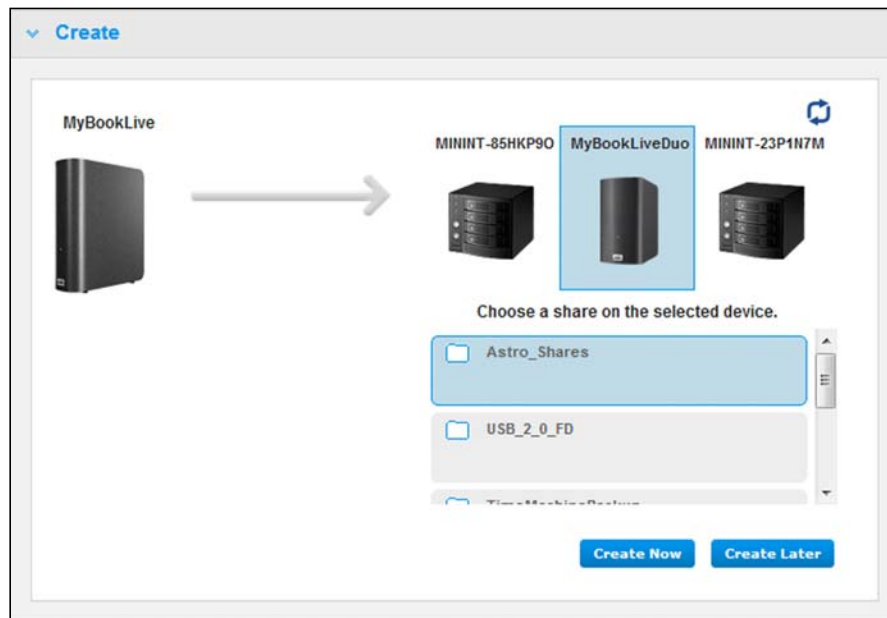 Create
MyBookLive
MININT-85HKP9O MyBookLiveDuo MININT-23P1N7M
Choose a share on the selected device.
Astro_Shares
USB_2_0_FD
TimeMachineBackup
Create Now Create Later